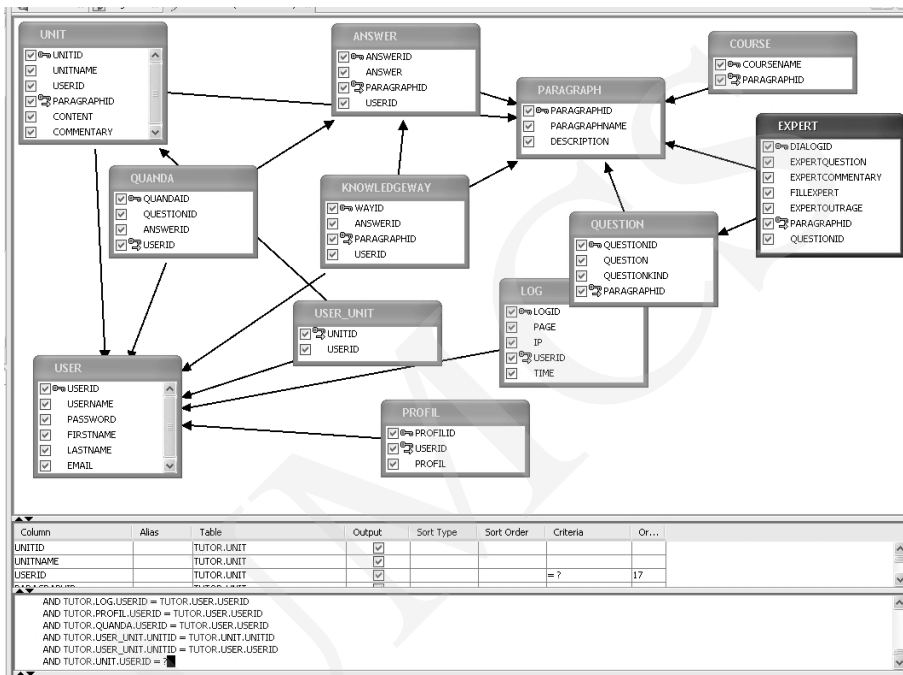 UNIT
UNITID
UNITNAME
USERID
PARAGRAPHID
CONTENT
COMMENTARY
ANSWER
ANSWERID
ANSWER
PARAGRAPHID
USERID
COURSE
COURSENAME
PARAGRAPHID
PARAGRAPH
PARAGRAPHID
PARAGRAPHNAME
DESCRIPTION
EXPERT
DIALOGID
EXPERTQUESTION
EXPERTCOMMENTARY
FILLEXPERT
EXPERTOUTRAGE
PARAGRAPHID
QUESTIONID
QUANDA
QUANDAID
QUESTIONID
ANSWERID
USERID
KNOWLEDGEWAY
WAYID
ANSWERID
PARAGRAPHID
USERID
QUESTION
QUESTIONID
QUESTION
QUESTIONKIND
PARAGRAPHID
LOG
LOGID
PAGE
IP
USERID
TIME
USER_UNIT
UNITID
USERID
USER
USERID
USERNAME
PASSWORD
FIRSTNAME
LASTNAME
EMAIL
PROFIL
PROFILID
USERID
PROFIL
Column Alias Table Output Sort Type Sort Order Criteria Or...
UNITID TUTOR.UNIT
UNITNAME TUTOR.UNIT
USERID TUTOR.UNIT = ? 17
AND TUTOR.LOG.USERID = TUTOR.USER.USERID
AND TUTOR.PROFIL.USERID = TUTOR.USER.USERID
AND TUTOR.QUANDA.USERID = TUTOR.USER.USERID
AND TUTOR.USER_UNIT.UNITID = TUTOR.UNIT.UNITID
AND TUTOR.USER_UNIT.UNITID = TUTOR.USER.USERID
AND TUTOR.UNIT.USERID = ?
UMCS